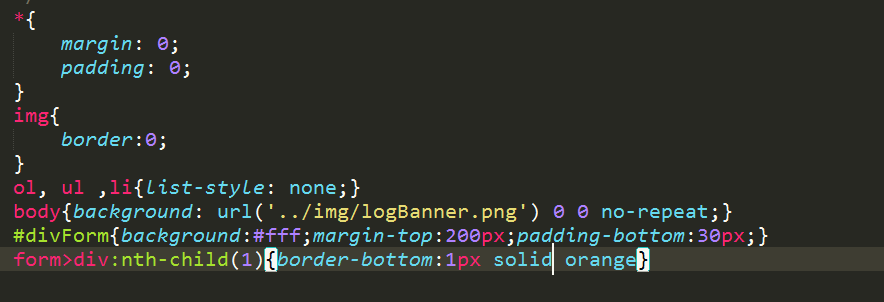 *{
margin: 0;
padding: 0;
}
img{
border:0;
}
ol, ul ,li{list-style: none;}
body{background: url('../img/logBanner.png') 0 0 no-repeat;}
#divForm{background:#fff;margin-top:200px;padding-bottom:30px;}
form>div:nth-child(1){border-bottom:1px solid orange}